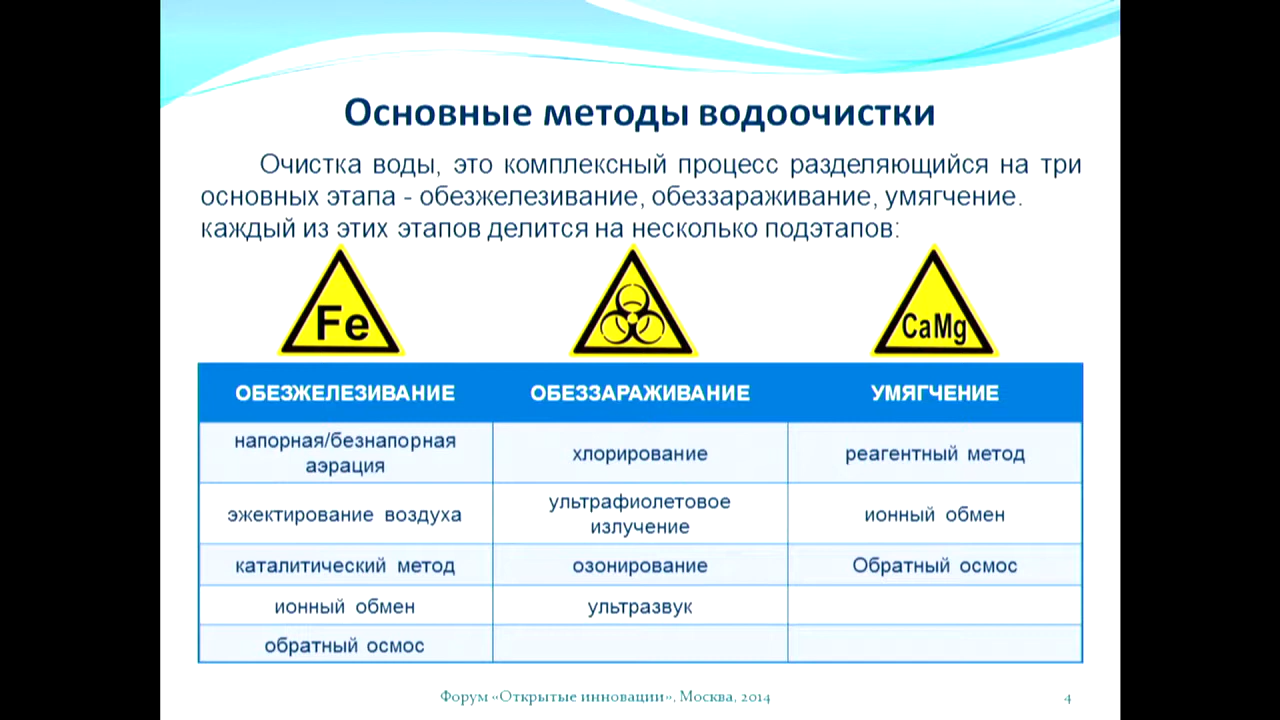 Основные методы водоочистки
Очистка воды, это комплексный процесс разделяющийся на три
основных этапа - обезжелезивание, обеззараживание, умягчение.
каждый из этих этапов делится на несколько подэтапов:
Fe
CaMg
ОБЕЗЖЕЛЕЗИВАНИЕ ОБЕЗЗАРАЖИВАНИЕ УМЯГЧЕНИЕ
напорная/безнапорная
аэрация
хлорирование
реагентный метод
эжектирование воздуха
ультрафиолетовое
излучение
ионный обмен
каталитический метод
озонирование
Обратный осмос
ионный обмен
ультразвук
обратный осмос
Форум «Открытые инновации», Москва, 2014
4